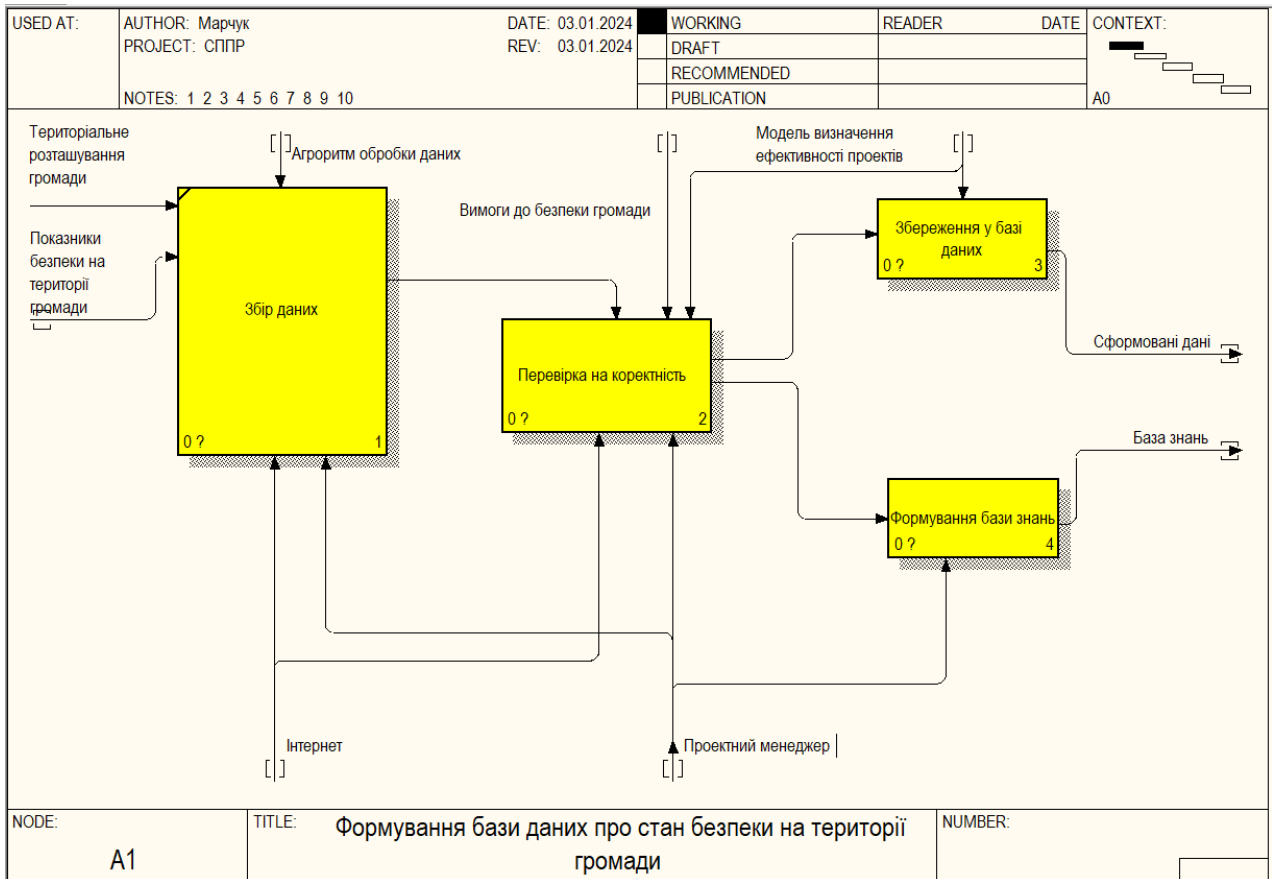 USED AT:
AUTHOR: Марчук
DATE: 03.01.2024
PROJECT: СППР
REV: 03.01.2024
NOTES: 1 2 3 4 5 6 7 8 9 10
WORKING
DRAFT
RECOMMENDED
PUBLICATION
READER
DATE
CONTEXT:
A0
Територіальне
розташування
громади
Агроритм обробки даних
Модель визначення
ефективності проектів
Вимоги до безпеки громади
Показники
безпеки на
території
громади
Збір даних
0 ?
1
Збереження у базі
даних
0 ?
3
Перевірка на коректність
0 ?
2
Сформовані дані
База знань
Формування бази знань
0 ?
4
Інтернет
Проектний менеджер
NODE:
A1
TITLE:
Формування бази даних про стан безпеки на території
громади
NUMBER: